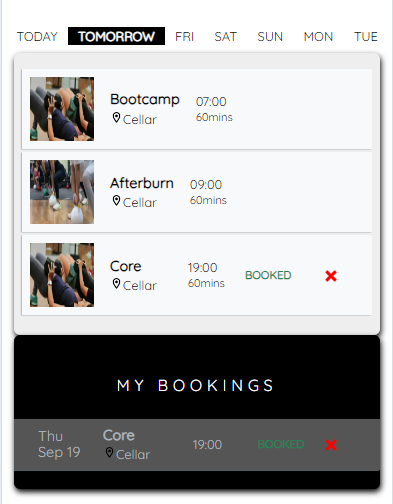 TODAY TOMORROW FRI SAT SUN MON TUE
Bootcamp 07:00
Cellar 60mins
Afterburn 09:00
Cellar 60mins
Core 19:00 BOOKED
Cellar 60mins
MY BOOKINGS
Thu Core 19:00 BOOKED
Sep 19 Cellar